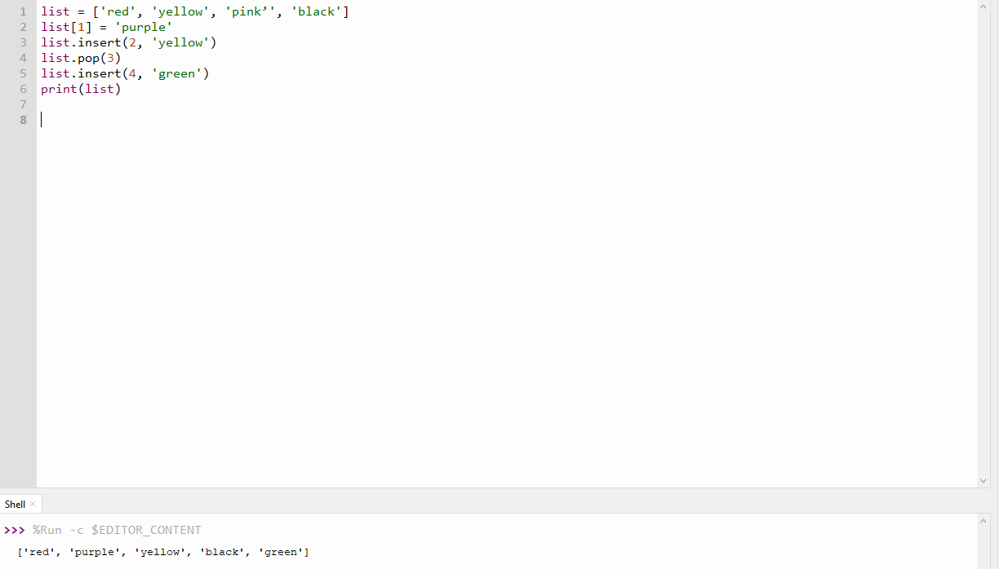 1 list = ['red', 'yellow', 'pink’', 'black']
2 list[1] = 'purple'
3 list.insert(2, 'yellow')
4 list.pop(3)
5 list.insert(4, 'green')
6 print(list)
7
8
Shell ×
>>> %Run -c $EDITOR_CONTENT
['red', 'purple', 'yellow', 'black', 'green']